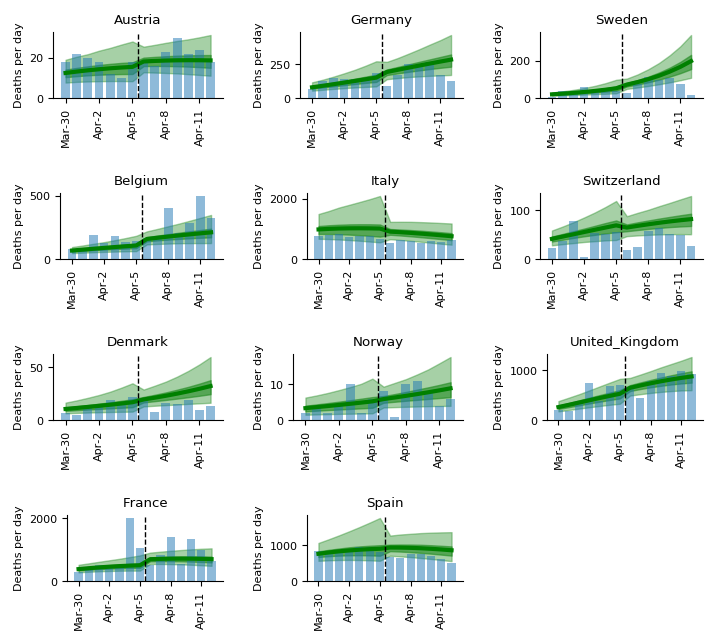 Austria
Deaths per day
20
0
Mar-30
Apr-2
Apr-5
Apr-8
Apr-11
Germany
Deaths per day
250
0
Mar-30
Apr-2
Apr-5
Apr-8
Apr-11
Sweden
Deaths per day
200
0
Mar-30
Apr-2
Apr-5
Apr-8
Apr-11
Belgium
Deaths per day
500
0
Mar-30
Apr-2
Apr-5
Apr-8
Apr-11
Italy
Deaths per day
2000
0
Mar-30
Apr-2
Apr-5
Apr-8
Apr-11
Switzerland
Deaths per day
100
0
Mar-30
Apr-2
Apr-5
Apr-8
Apr-11
Denmark
Deaths per day
50
0
Mar-30
Apr-2
Apr-5
Apr-8
Apr-11
Norway
Deaths per day
10
0
Mar-30
Apr-2
Apr-5
Apr-8
Apr-11
United_Kingdom
Deaths per day
1000
0
Mar-30
Apr-2
Apr-5
Apr-8
Apr-11
France
Deaths per day
2000
0
Mar-30
Apr-2
Apr-5
Apr-8
Apr-11
Spain
Deaths per day
1000
0
Mar-30
Apr-2
Apr-5
Apr-8
Apr-11